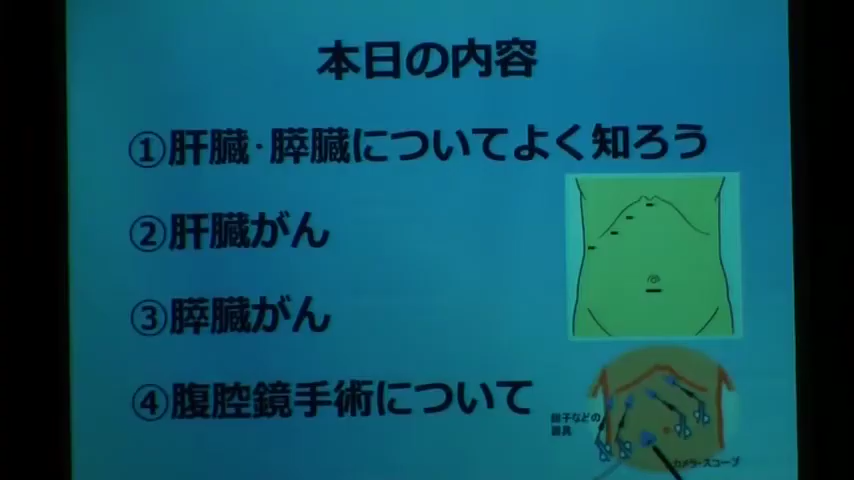 本日の内容
①肝臓・膵臓についてよく知ろう
②肝臓がん
③膵臓がん
④腹腔鏡手術について
鉗子などの
器具
カメラ・スコープ